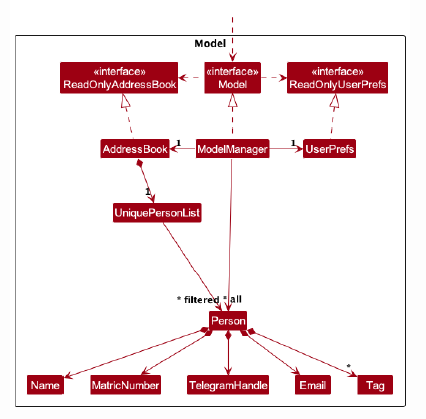 Model
«interface»
ReadOnlyAddressBook
«interface»
Model
«interface»
ReadOnlyUserPrefs
AddressBook
1
ModelManager
1
UserPrefs
1
UniquePersonList
* filtered
* all
Person
*
Name
MatricNumber
TelegramHandle
Email
Tag